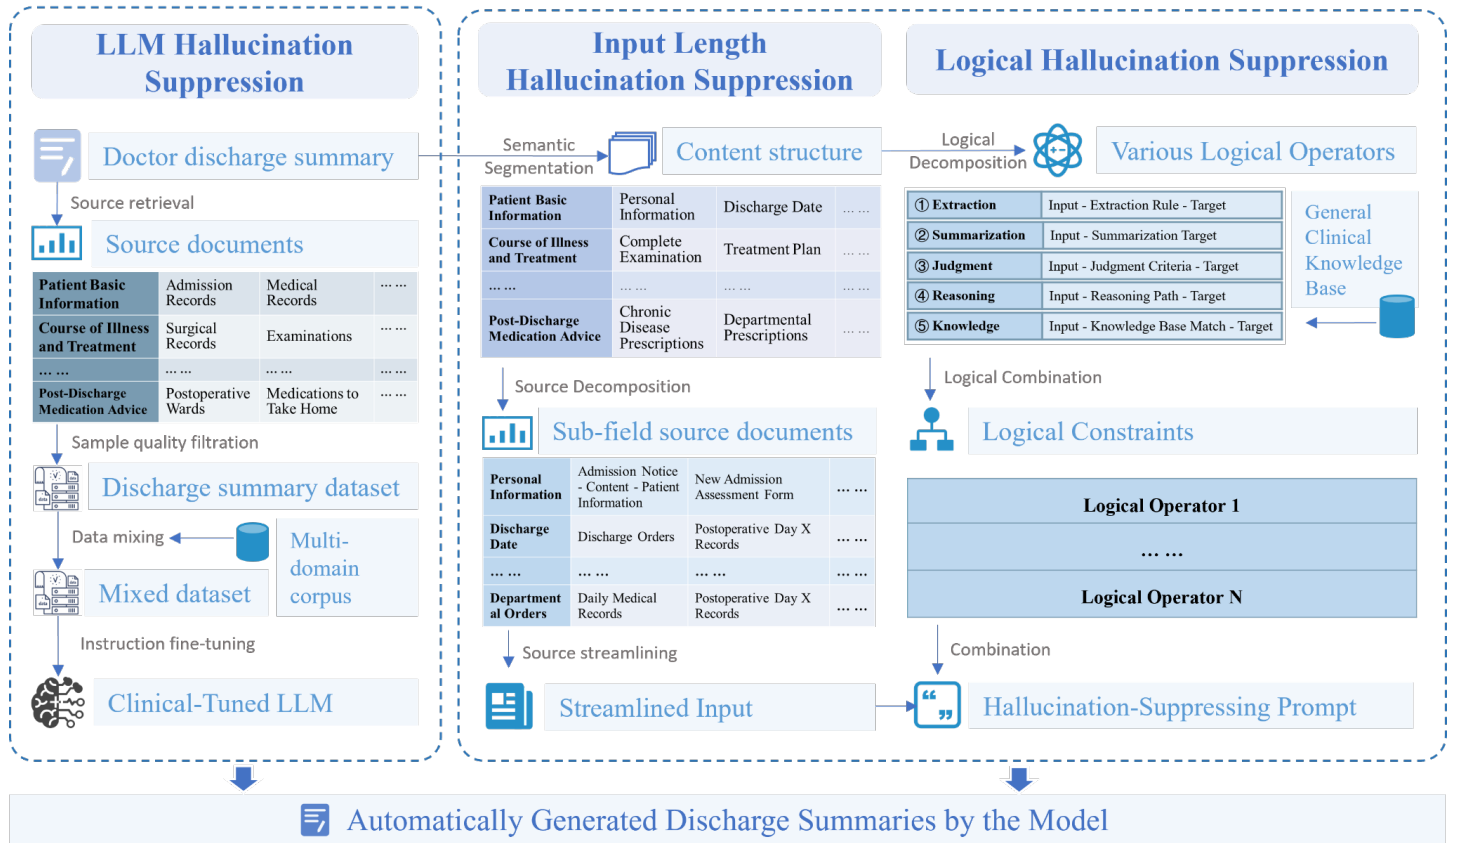 LLM Hallucination
Suppression
Doctor discharge summary
Source retrieval
Source documents
Patient Basic
Information
Admission
Records
Medical
Records
... ...
Course of Illness
and Treatment
Surgical
Records
Examinations
... ...
... ...
... ...
... ...
... ...
Post-Discharge
Medication Advice
Postoperative
Wards
Medications to
Take Home
... ...
Sample quality filtration
Discharge summary dataset
Data mixing
Multi-
domain
corpus
Mixed dataset
Instruction fine-tuning
Clinical-Tuned LLM
Input Length
Hallucination Suppression
Semantic
Segmentation
Content structure
Patient Basic
Information
Personal
Information
Discharge Date
... ...
Course of Illness
and Treatment
Complete
Examination
Treatment Plan
... ...
... ...
... ...
... ...
... ...
Post-Discharge
Medication Advice
Chronic
Disease
Prescriptions
Departmental
Prescriptions
... ...
Source Decomposition
Sub-field source documents
Personal
Information
Admission Notice
- Content - Patient
Information
New Admission
Assessment Form
... ...
Discharge
Date
Discharge Orders
Postoperative Day X
Records
... ...
... ...
... ...
... ...
... ...
Department
al Orders
Daily Medical
Records
Postoperative Day X
Records
... ...
Source streamlining
Streamlined Input
Logical Hallucination Suppression
Logical
Decomposition
Various Logical Operators
① Extraction
Input - Extraction Rule - Target
② Summarization
Input - Summarization Target
③ Judgment
Input - Judgment Criteria - Target
④ Reasoning
Input - Reasoning Path - Target
⑤ Knowledge
Input - Knowledge Base Match - Target
General
Clinical
Knowledge
Base
Logical Combination
Logical Constraints
Logical Operator 1
... ...
Logical Operator N
Combination
Hallucination-Suppressing Prompt
Automatically Generated Discharge Summaries by the Model